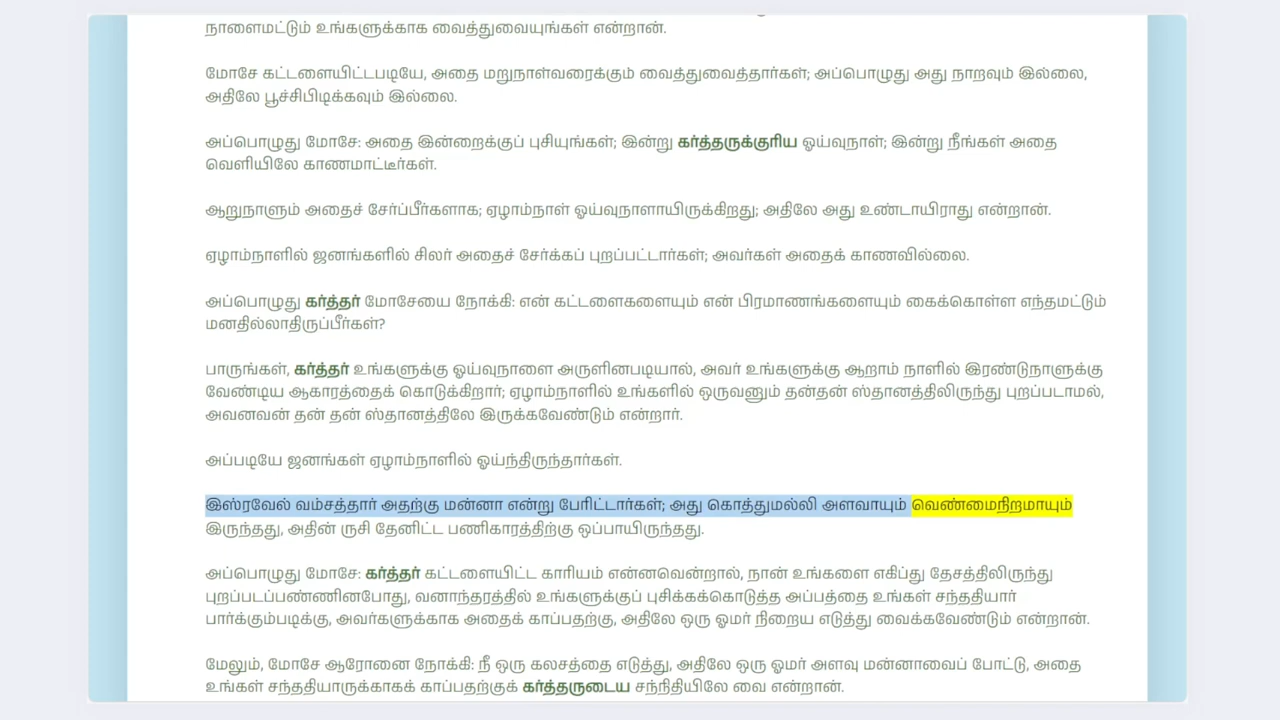 நாளைமட்டும் உங்களுக்காக வைத்துவையுங்கள் என்றான்.
மோசே கட்டளையிட்டபடியே, அதை மறுநாள்வரைக்கும் வைத்துவைத்தார்கள்; அப்பொழுது அது நாறவும் இல்லை,
அதிலே பூச்சிபிடிக்கவும் இல்லை.
அப்பொழுது மோசே: அதை இன்றைக்குப் புசியுங்கள்; இன்று கர்த்தருக்குரிய ஓய்வுநாள்; இன்று நீங்கள் அதை
வெளியிலே காணமாட்டீர்கள்.
ஆறுநாளும் அதைச் சேர்ப்பீர்களாக; ஏழாம்நாள் ஓய்வுநாளாயிருக்கிறது; அதிலே அது உண்டாயிராது என்றான்.
ஏழாம்நாளில் ஜனங்களில் சிலர் அதைச் சேர்க்கப் புறப்பட்டார்கள்; அவர்கள் அதைக் காணவில்லை.
அப்பொழுது கர்த்தர் மோசேயை நோக்கி: என் கட்டளைகளையும் என் பிரமாணங்களையும் கைக்கொள்ள எந்தமட்டும்
மனதில்லாதிருப்பீர்கள்?
பாருங்கள், கர்த்தர் உங்களுக்கு ஓய்வுநாளை அருளினபடியால், அவர் உங்களுக்கு ஆறாம் நாளில் இரண்டுநாளுக்கு
வேண்டிய ஆகாரத்தைக் கொடுக்கிறார்; ஏழாம்நாளில் உங்களில் ஒருவனும் தன்தன் ஸ்தானத்திலிருந்து புறப்படாமல்,
அவனவன் தன் தன் ஸ்தானத்திலே இருக்கவேண்டும் என்றார்.
அப்படியே ஜனங்கள் ஏழாம்நாளில் ஓய்ந்திருந்தார்கள்.
இஸ்ரவேல் வம்சத்தார் அதற்கு மன்னா என்று பேரிட்டார்கள்; அது கொத்துமல்லி அளவாயும் வெண்மைநிறமாயும்
இருந்தது, அதின் ருசி தேனிட்ட பணிகாரத்திற்கு ஒப்பாயிருந்தது.
அப்பொழுது மோசே: கர்த்தர் கட்டளையிட்ட காரியம் என்னவென்றால், நான் உங்களை எகிப்து தேசத்திலிருந்து
புறப்படப்பண்ணினபோது, வனாந்தரத்தில் உங்களுக்குப் புசிக்கக்கொடுத்த அப்பத்தை உங்கள் சந்ததியார்
பார்க்கும்படிக்கு, அவர்களுக்காக அதைக் காப்பதற்கு, அதிலே ஒரு ஓமர் நிறைய எடுத்து வைக்கவேண்டும் என்றான்.
மேலும், மோசே ஆரோனை நோக்கி: நீ ஒரு கலசத்தை எடுத்து, அதிலே ஒரு ஓமர் அளவு மன்னாவைப் போட்டு, அதை
உங்கள் சந்ததியாருக்காகக் காப்பதற்குக் கர்த்தருடைய சந்நிதியிலே வை என்றான்.